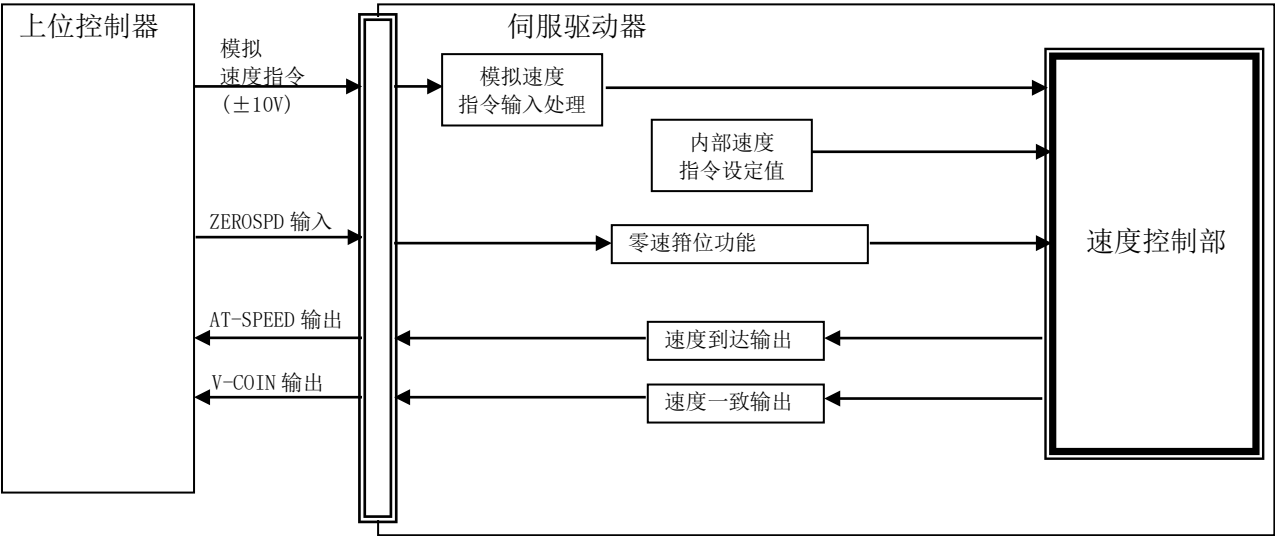 上位控制器
伺服驱动器
模拟
速度指令
(±10V)
模拟速度
指令输入处理
内部速度
指令设定值
ZEROSPD 输入
零速箝位功能
速度控制部
AT-SPEED 输出
速度到达输出
V-COIN 输出
速度一致输出